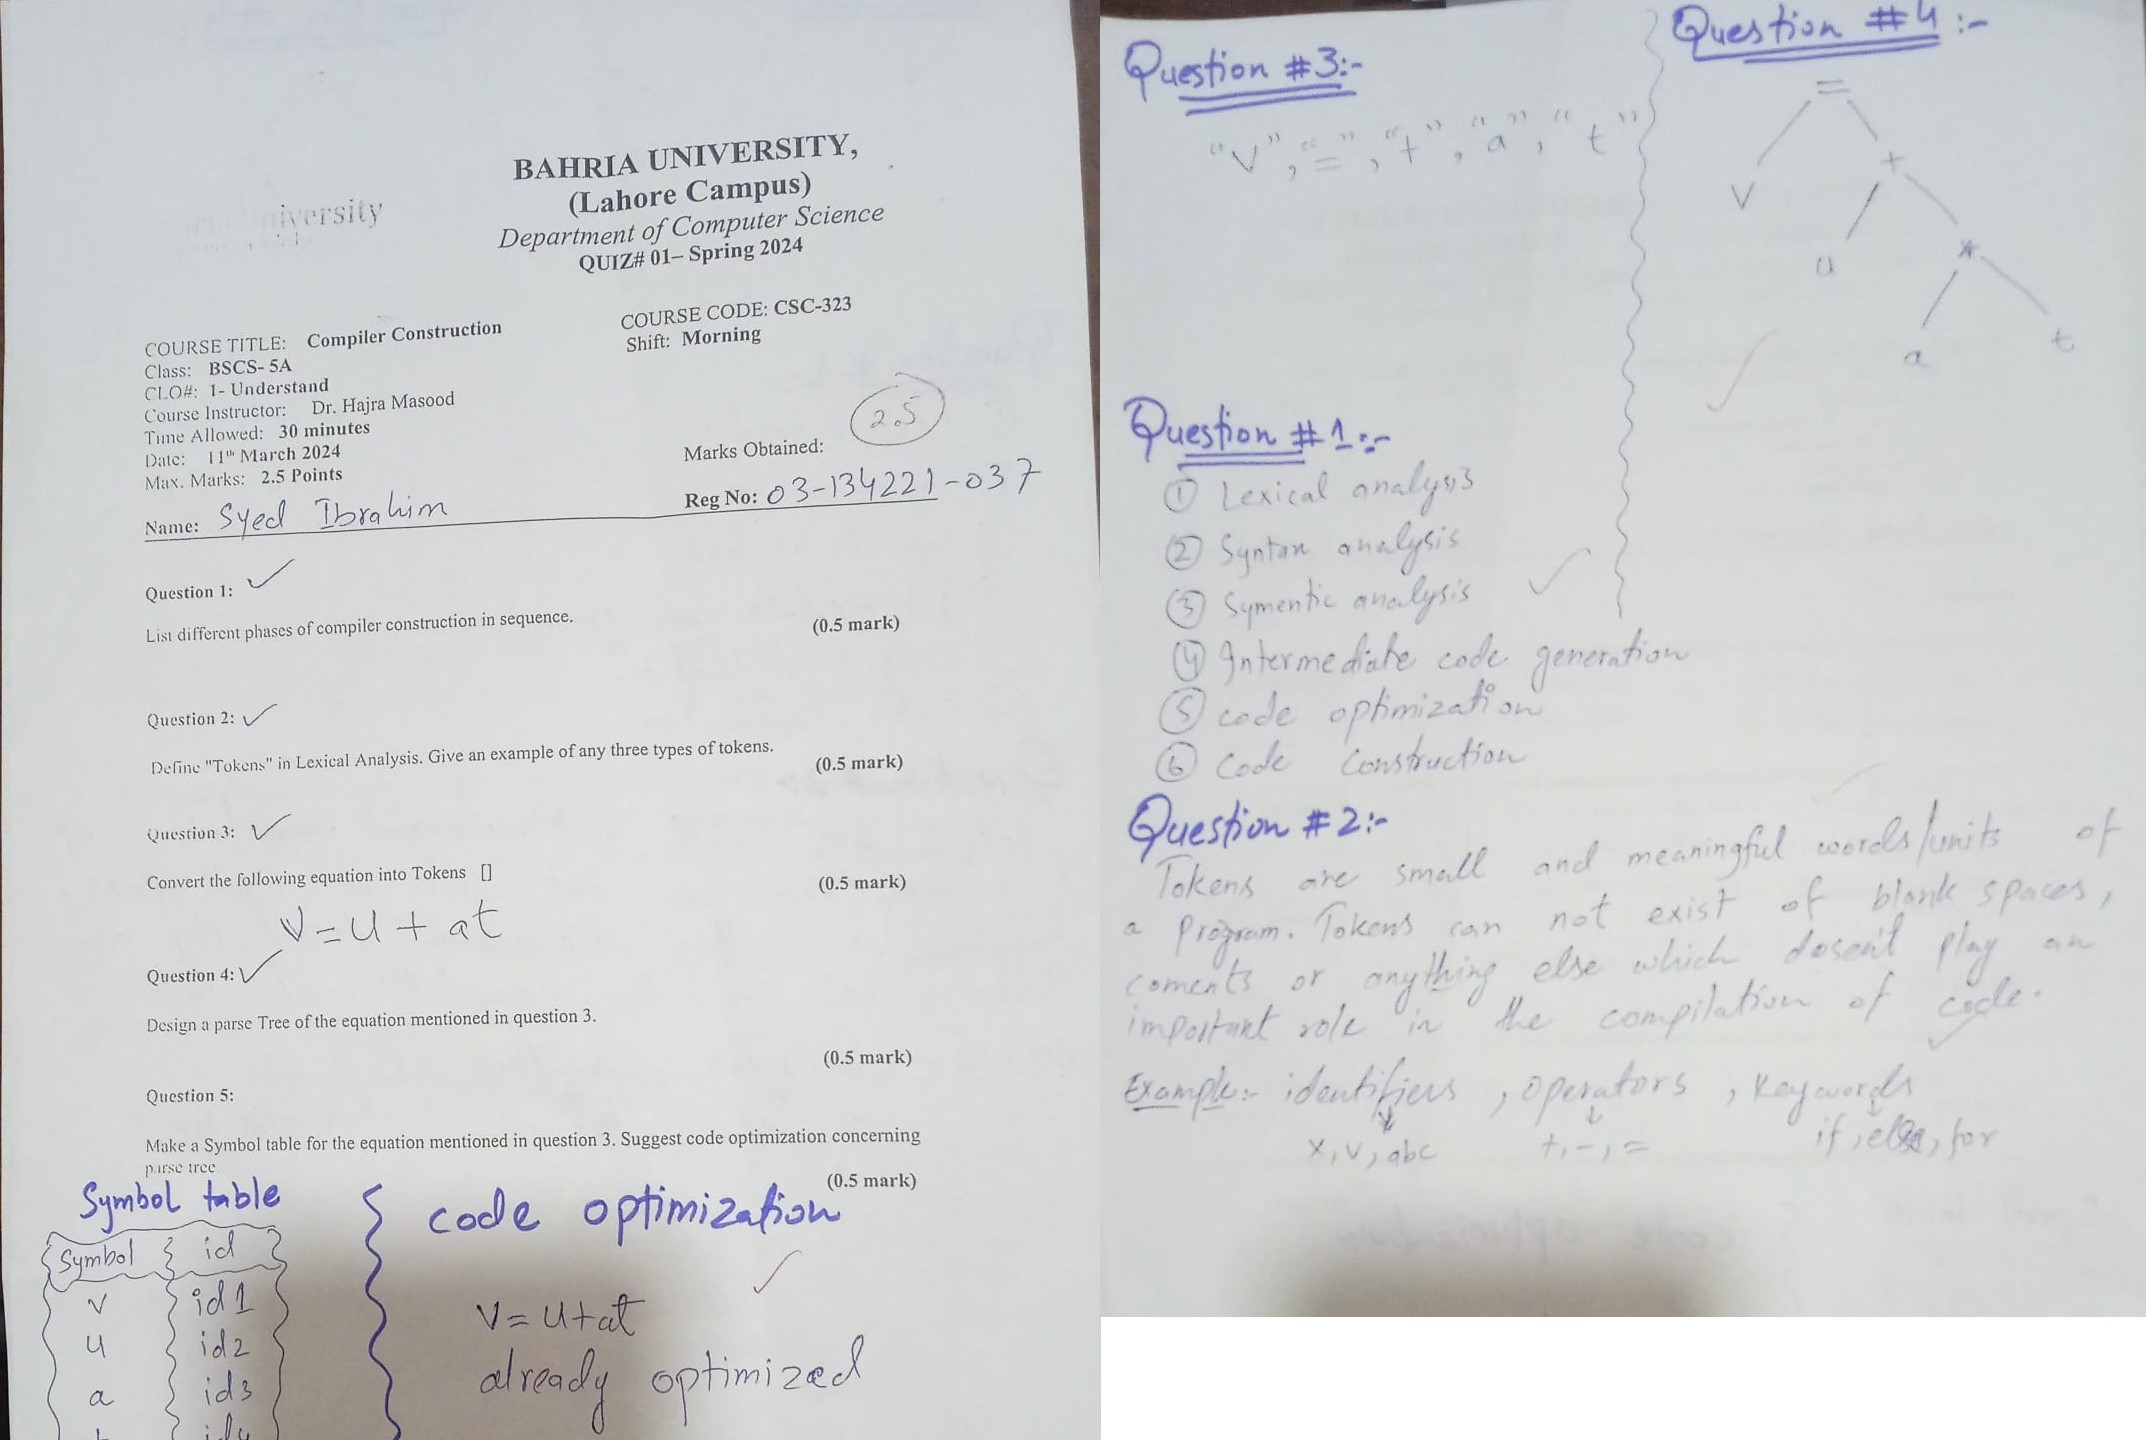 BAHRIA UNIVERSITY,
(Lahore Campus)
Department of Computer Science
QUIZ# 01– Spring 2024
university
COURSE TITLE: Compiler Construction
COURSE CODE: CSC-323
Class: BSCS- 5A
Shift: Morning
CLO#: 1- Understand
Course Instructor: Dr. Hajra Masood
Time Allowed: 30 minutes
Date: 11th March 2024
Max. Marks: 2.5 Points
Marks Obtained: 2.5
Name: Syed Ibrahim
Reg No: 03-134221-037
Question 1: ✓
List different phases of compiler construction in sequence. (0.5 mark)
Question 2: ✓
Define "Tokens" in Lexical Analysis. Give an example of any three types of tokens. (0.5 mark)
Question 3: ✓
Convert the following equation into Tokens [] (0.5 mark)
V=u+at
Question 4: ✓
Design a parse Tree of the equation mentioned in question 3.
(0.5 mark)
Question 5:
Make a Symbol table for the equation mentioned in question 3. Suggest code optimization concerning
parse tree
(0.5 mark)
Symbol table
Symbol id
v id1
u id2
a id3
t id4
code optimization
V=u+at
already optimized
Question #3:-
"V","=","+","a","t"
Question #4:-
=
V +
u *
a t
Question #1:-
① Lexical analysis
② Syntax analysis
③ Symentic analysis
④ Intermediate code generation
⑤ code optimization
⑥ Code Construction
Question #2:-
Tokens are small and meaningful words/units of
a program. Tokens can not exist of blank spaces,
coments or anything else which dosen't play an
important role in the compilation of code.
Example:- identifiers, operators, keywords
x,v,abc +,-,= if,else,for